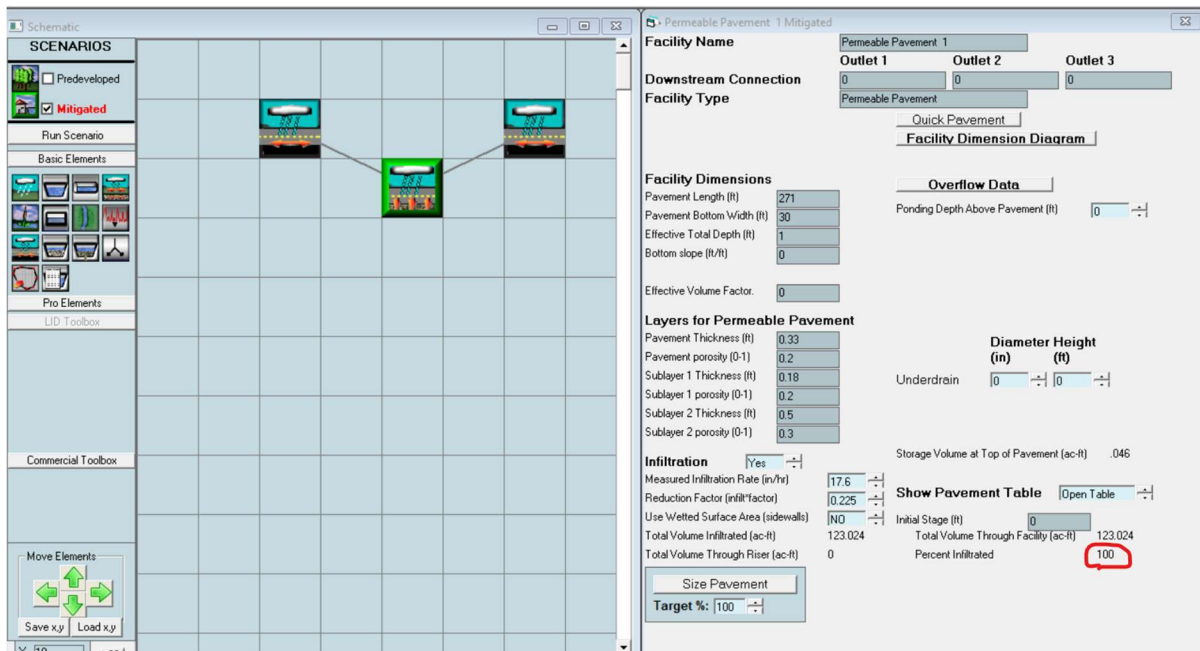 Schematic
SCENARIOS
Predeveloped
Mitigated
Run Scenario
Basic Elements
Pro Elements
LID Toolbox
Commercial Toolbox
Move Elements
Save x,y Load x,y
Permeable Pavement 1 Mitigated
Facility Name Permeable Pavement 1
Outlet 1 Outlet 2 Outlet 3
Downstream Connection 0 0 0
Facility Type Permeable Pavement
Quick Pavement
Facility Dimension Diagram
Facility Dimensions
Overflow Data
Pavement Length (ft) 271
Ponding Depth Above Pavement (ft) 0
Pavement Bottom Width (ft) 30
Effective Total Depth (ft) 1
Bottom slope (ft/ft) 0
Effective Volume Factor. 0
Layers for Permeable Pavement
Pavement Thickness (ft) 0.33
Diameter Height
Pavement porosity (0-1) 0.2
(in) (ft)
Sublayer 1 Thickness (ft) 0.18
Underdrain 0 0
Sublayer 1 porosity (0-1) 0.2
Sublayer 2 Thickness (ft) 0.5
Sublayer 2 porosity (0-1) 0.3
Storage Volume at Top of Pavement (ac-ft) .046
Infiltration Yes
Measured Infiltration Rate (in/hr) 17.6
Show Pavement Table Open Table
Reduction Factor (infilt*factor) 0.225
Use Wetted Surface Area (sidewalls) NO
Initial Stage (ft) 0
Total Volume Infiltrated (ac-ft) 123.024
Total Volume Through Facility (ac-ft) 123.024
Total Volume Through Riser (ac-ft) 0
Percent Infiltrated 100
Size Pavement
Target %: 100